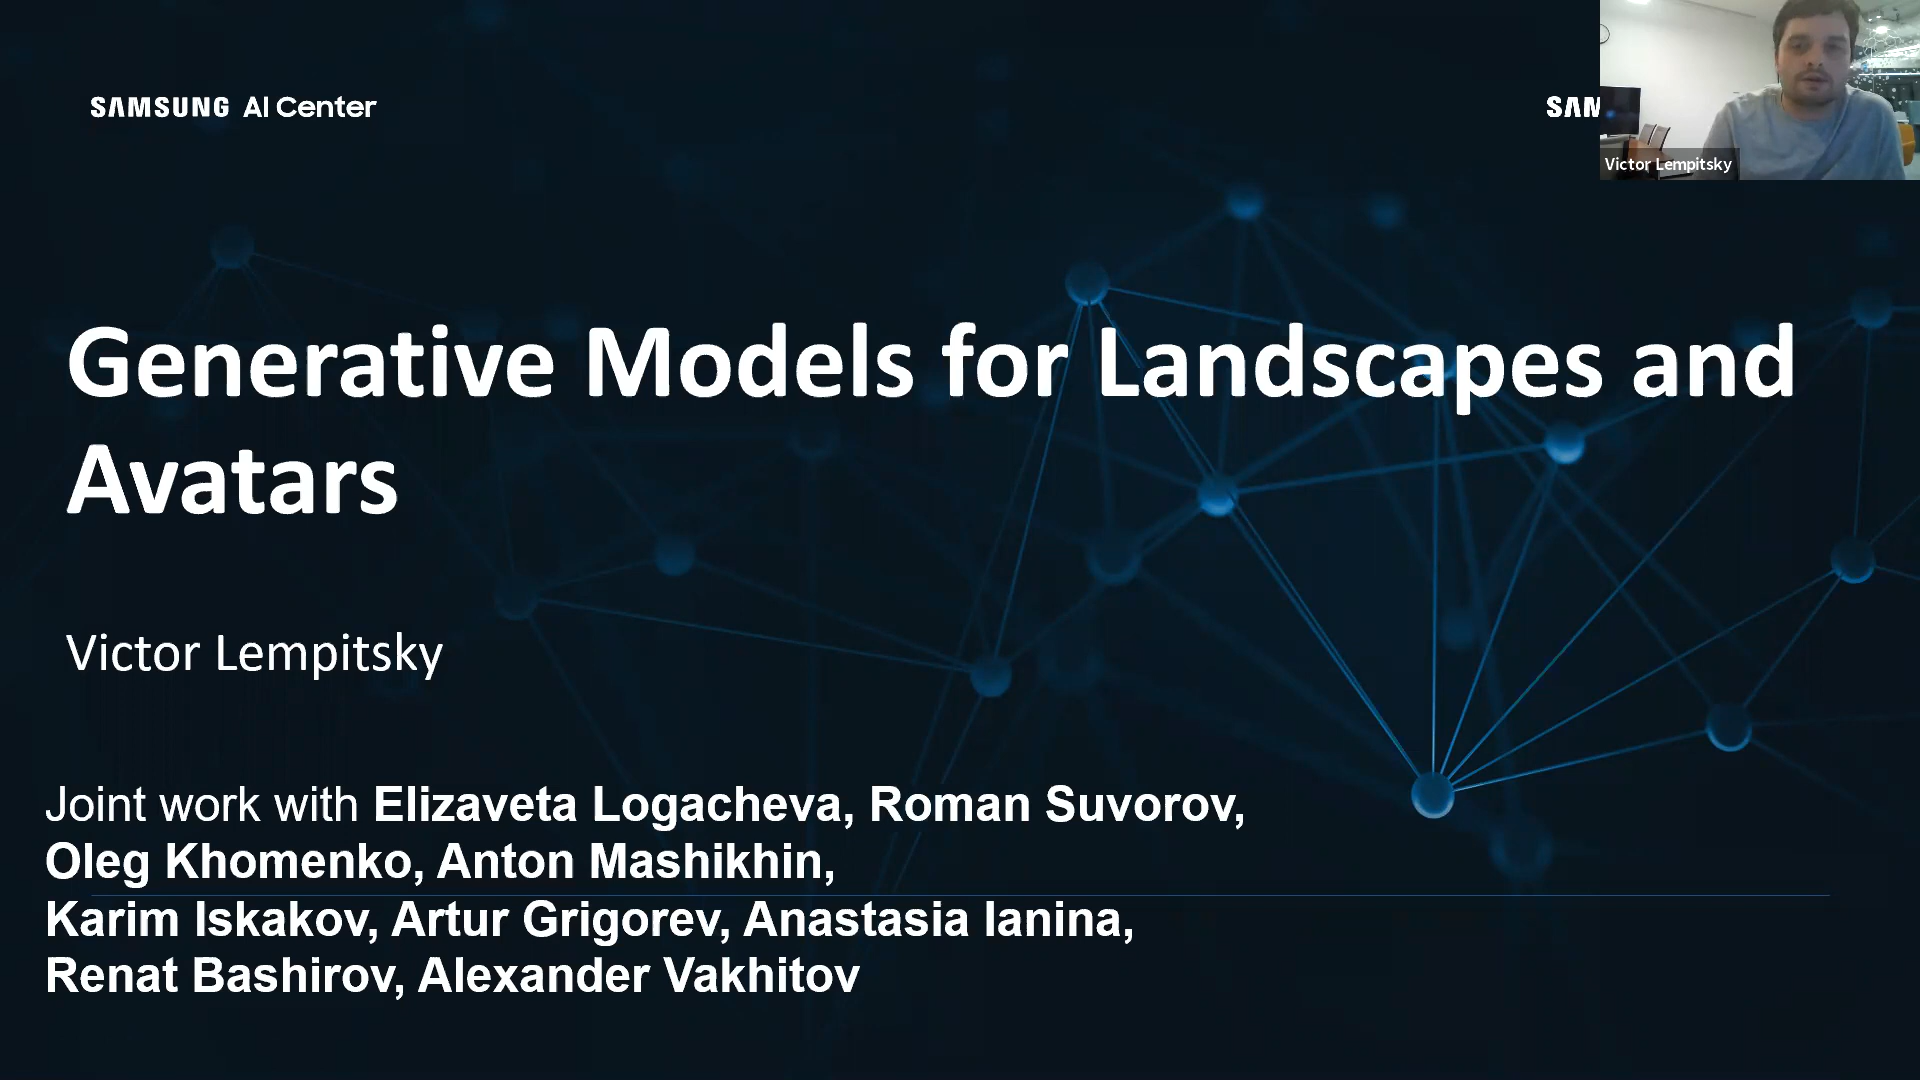 SAMSUNG AI Center
SAM
Victor Lempitsky
Generative Models for Landscapes and
Avatars
Victor Lempitsky
Joint work with Elizaveta Logacheva, Roman Suvorov,
Oleg Khomenko, Anton Mashikhin,
Karim Iskakov, Artur Grigorev, Anastasia Ianina,
Renat Bashirov, Alexander Vakhitov